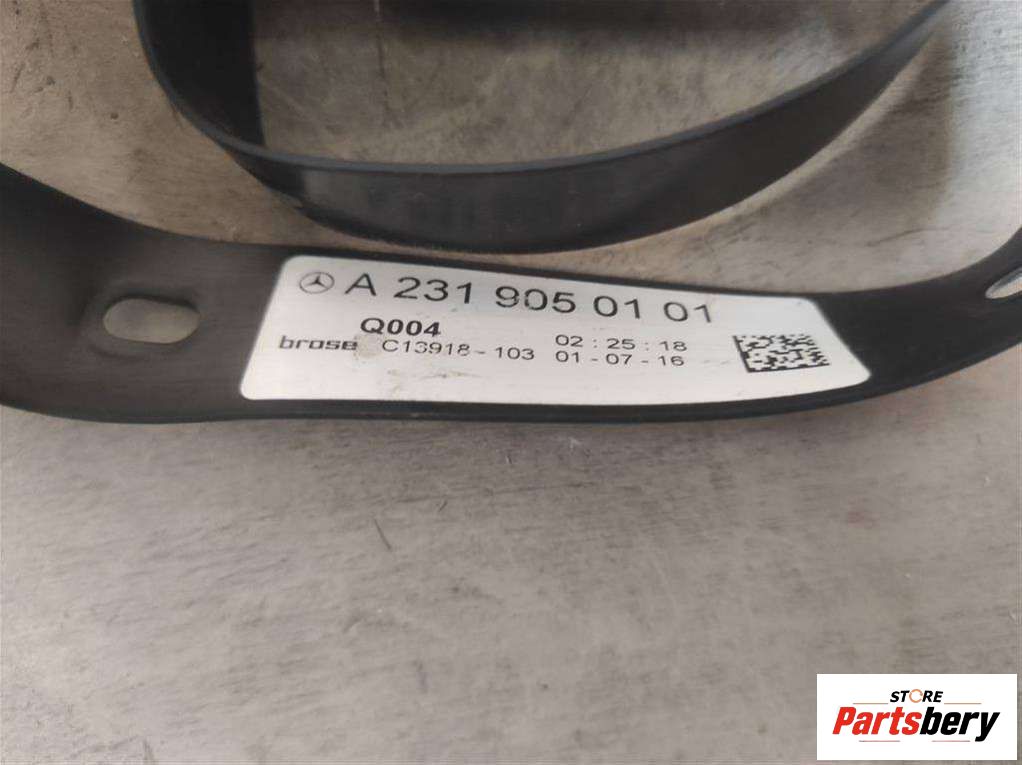 A 231 905 01 01
Q004
brose C13918-103 02:25:18
01-07-16
STORE
Partsbery